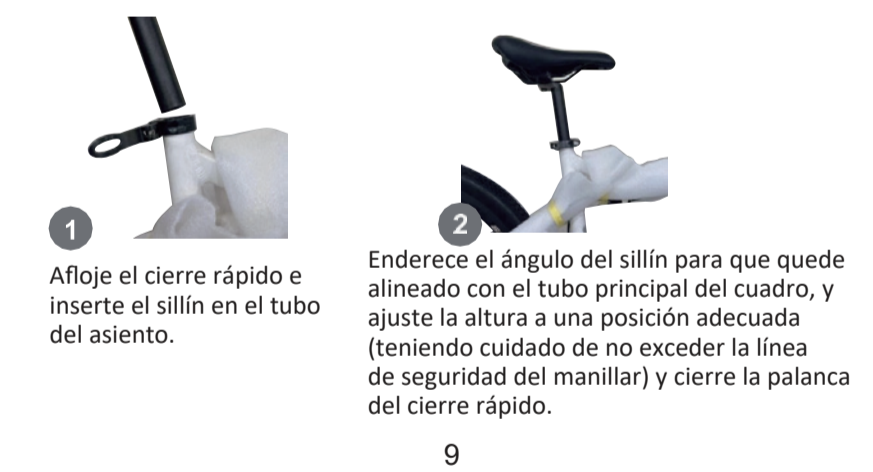 1
Afloje el cierre rápido e
inserte el sillín en el tubo
del asiento.
2
Enderece el ángulo del sillín para que quede
alineado con el tubo principal del cuadro, y
ajuste la altura a una posición adecuada
(teniendo cuidado de no exceder la línea
de seguridad del manillar) y cierre la palanca
del cierre rápido.
9